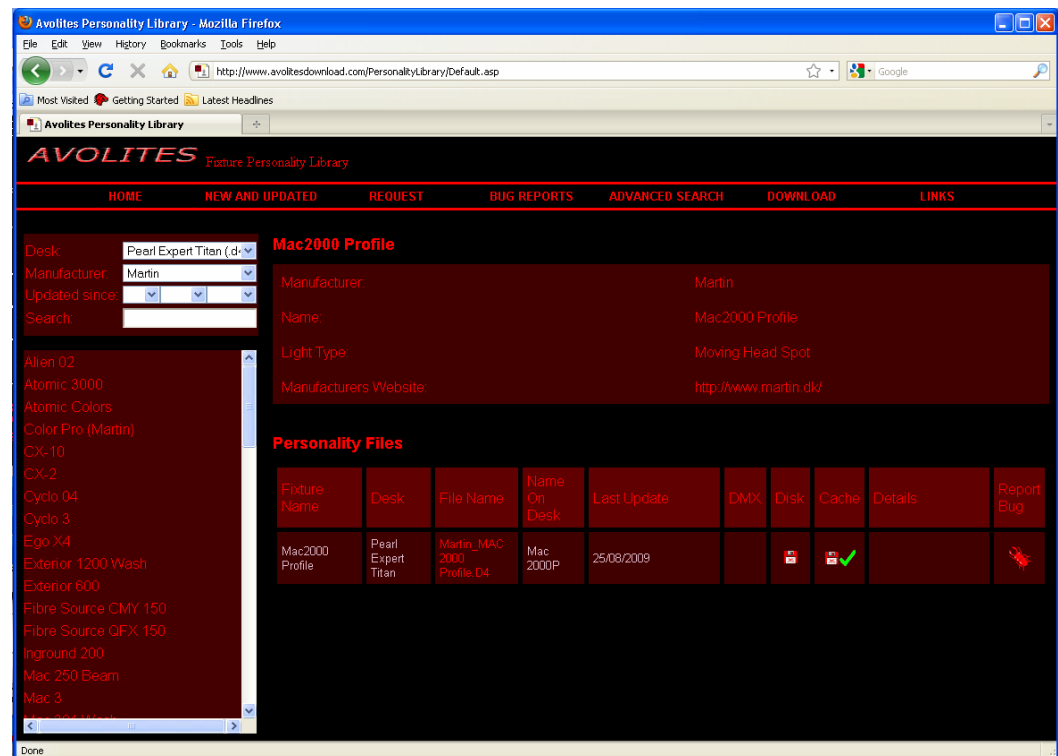 Avolites Personality Library - Mozilla Firefox
File Edit View History Bookmarks Tools Help
http://www.avolitesdownload.com/PersonalityLibrary/Default.asp
Google
Most Visited Getting Started Latest Headlines
Avolites Personality Library
AVOLITES Fixture Personality Library
HOME NEW AND UPDATED REQUEST BUG REPORTS ADVANCED SEARCH DOWNLOAD LINKS
Desk: Pearl Expert Titan (.d4
Manufacturer: Martin
Updated since:
Search:
Alien 02
Atomic 3000
Atomic Colors
Color Pro (Martin)
CX-10
CX-2
Cyclo 04
Cyclo 3
Ego X4
Exterior 1200 Wash
Exterior 600
Fibre Source CMY 150
Fibre Source QFX 150
Inground 200
Mac 250 Beam
Mac 3
Mac2000 Profile
Manufacturer: Martin
Name: Mac2000 Profile
Light Type: Moving Head Spot
Manufacturers Website: http://www.martin.dk/
Personality Files
Fixture Name Desk File Name Name On Desk Last Update DMX Disk Cache Details Report Bug
Mac2000 Profile Pearl Expert Titan Martin_MAC 2000 Profile.D4 Mac 2000P 25/08/2009
Done